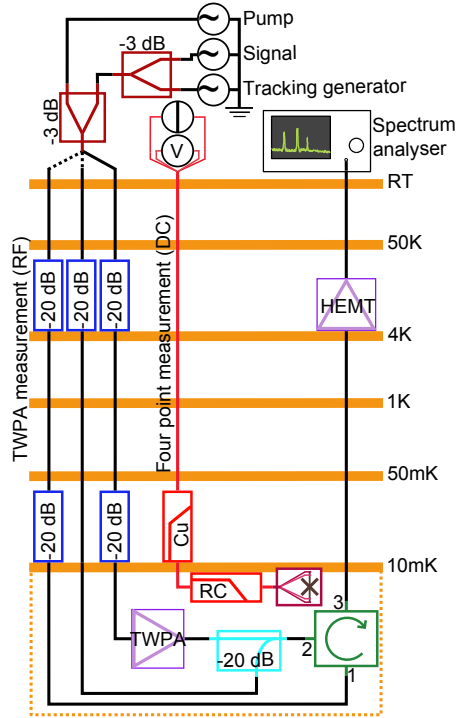 Pump
-3 dB
Signal
Tracking generator
-3 dB
V
Spectrum
analyser
RT
50K
TWPA measurement (RF)
-20 dB
-20 dB
-20 dB
Four point measurement (DC)
HEMT
4K
1K
50mK
-20 dB
-20 dB
Cu
10mK
RC
3
TWPA
-20 dB
2
1